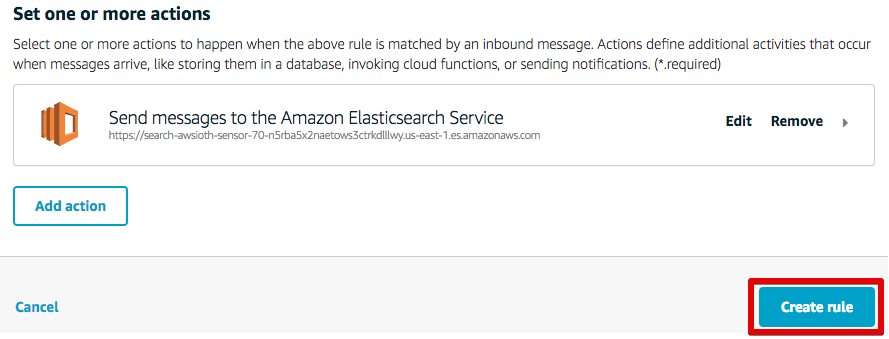 Set one or more actions
Select one or more actions to happen when the above rule is matched by an inbound message. Actions define additional activities that occur
when messages arrive, like storing them in a database, invoking cloud functions, or sending notifications. (*.required)
Send messages to the Amazon Elasticsearch Service
https://search-awsioth-sensor-70-n5rba5x2naetows3ctrkdlllwy.us-east-1.es.amazonaws.com
Edit Remove
Add action
Cancel Create rule